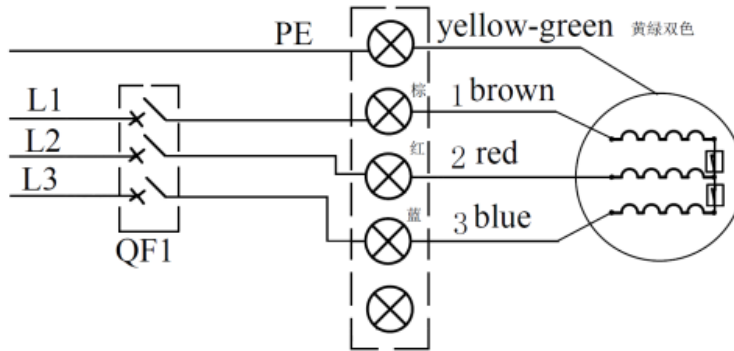 PE yellow-green 黄绿双色
L1 棕 1 brown
L2 红 2 red
L3 蓝 3 blue
QF1